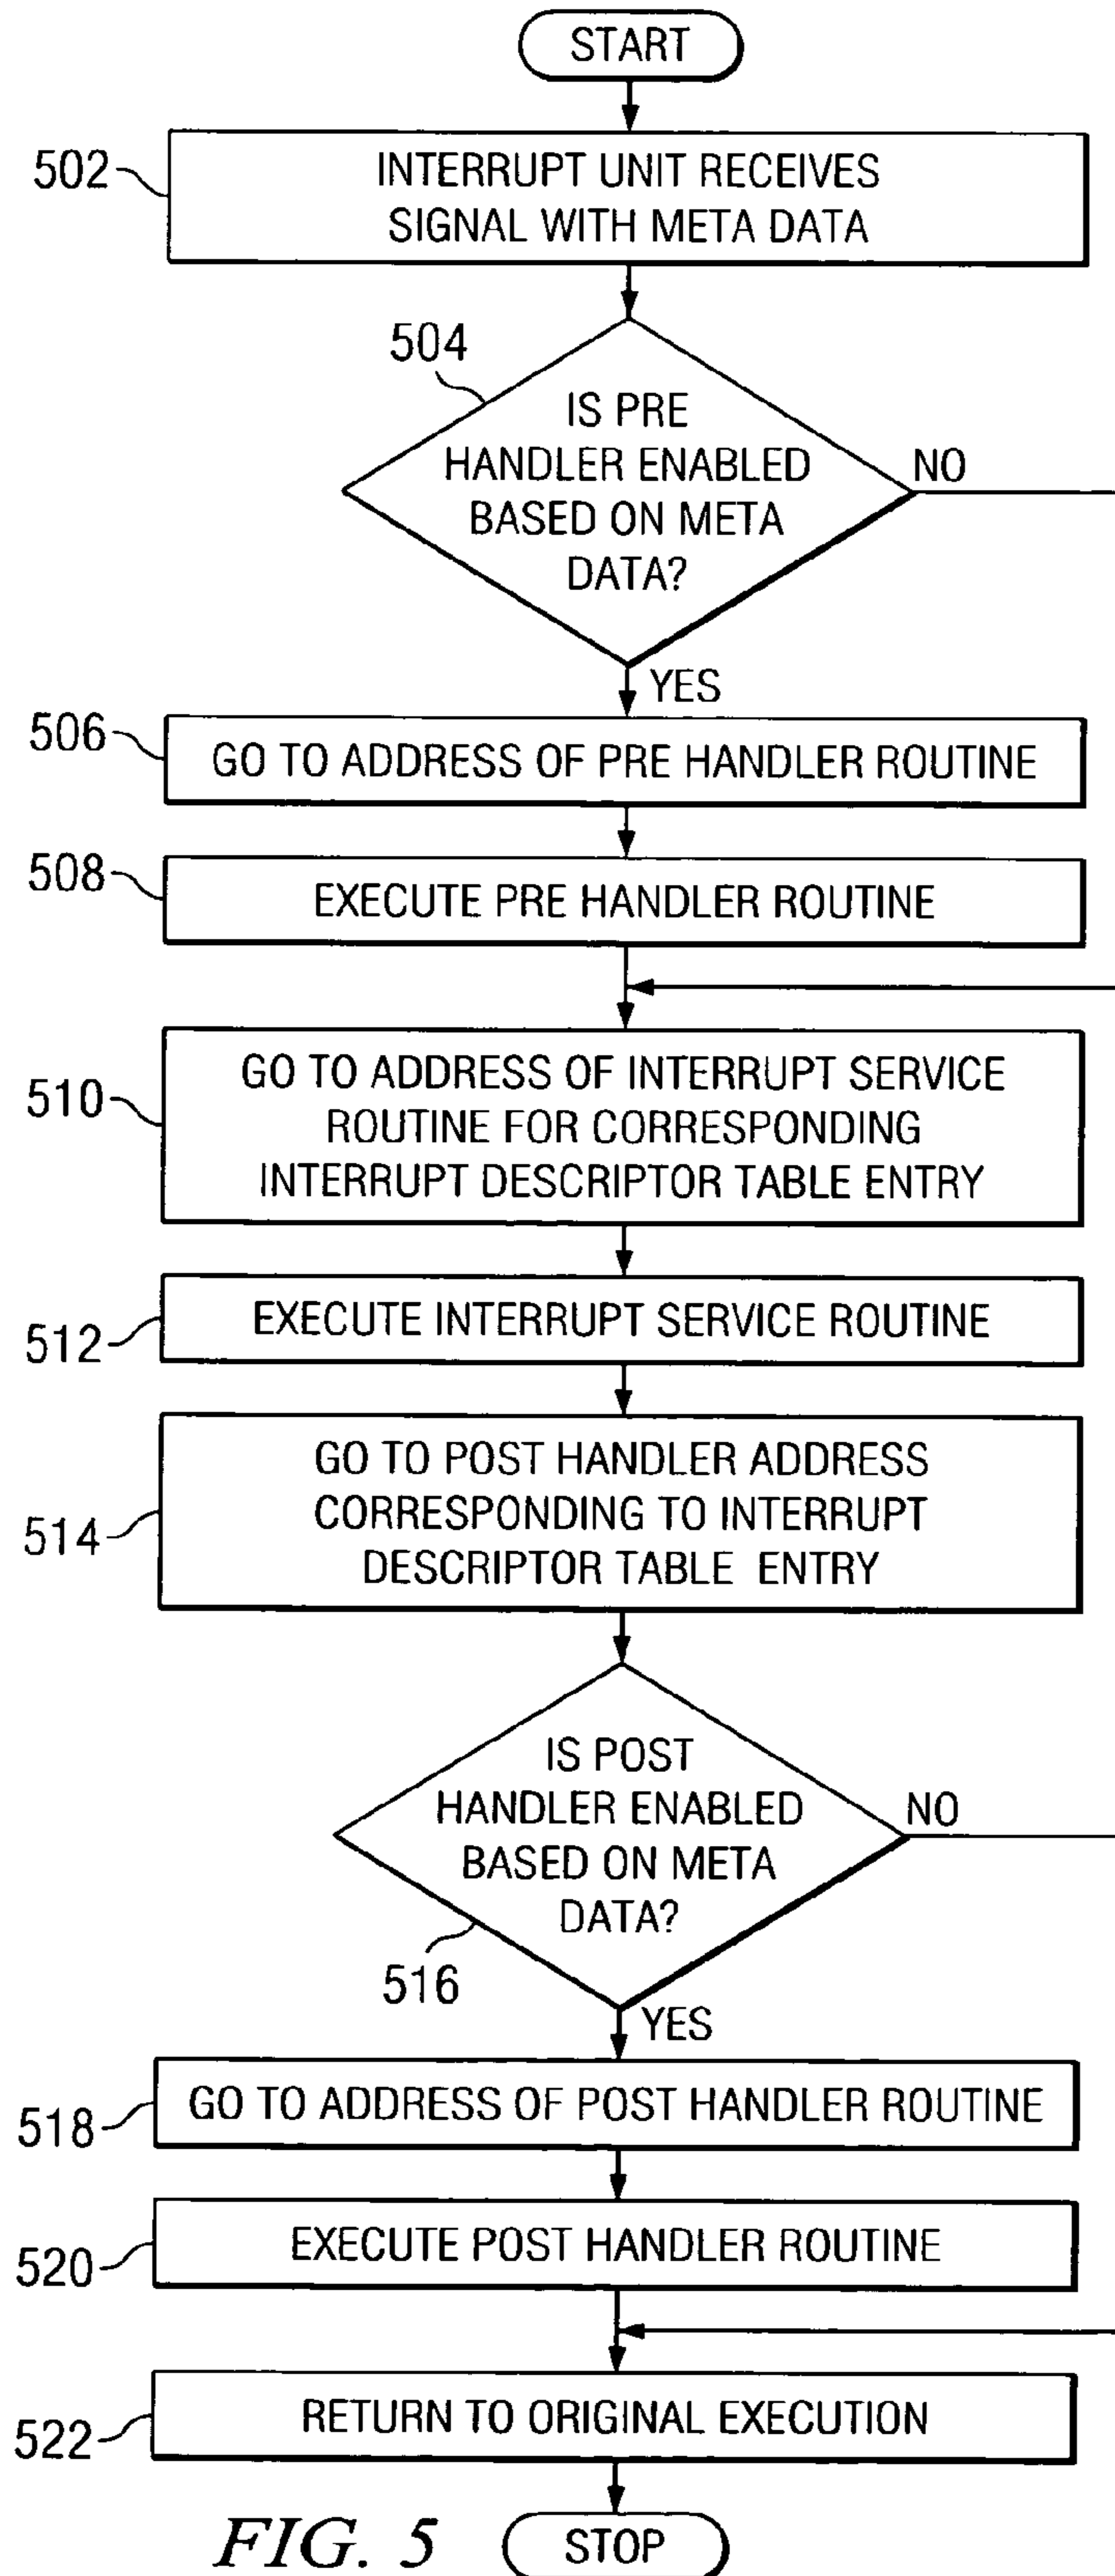 START
502
INTERRUPT UNIT RECEIVES
SIGNAL WITH META DATA
504
IS PRE
HANDLER ENABLED
BASED ON META
DATA?
NO
YES
506
GO TO ADDRESS OF PRE HANDLER ROUTINE
508
EXECUTE PRE HANDLER ROUTINE
510
GO TO ADDRESS OF INTERRUPT SERVICE
ROUTINE FOR CORRESPONDING
INTERRUPT DESCRIPTOR TABLE ENTRY
512
EXECUTE INTERRUPT SERVICE ROUTINE
514
GO TO POST HANDLER ADDRESS
CORRESPONDING TO INTERRUPT
DESCRIPTOR TABLE ENTRY
IS POST
HANDLER ENABLED
BASED ON META
DATA?
NO
516
YES
518
GO TO ADDRESS OF POST HANDLER ROUTINE
520
EXECUTE POST HANDLER ROUTINE
522
RETURN TO ORIGINAL EXECUTION
FIG. 5
STOP